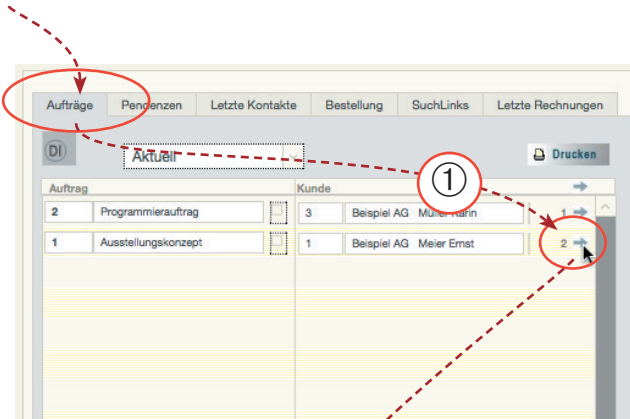 Aufträge Pendenzen Letzte Kontakte Bestellung SuchLinks Letzte Rechnungen
DI Aktuell Drucken
①
Auftrag Kunde
2 Programmierauftrag 3 Beispiel AG Müller Karin 1
1 Ausstellungskonzept 1 Beispiel AG Meier Ernst 2